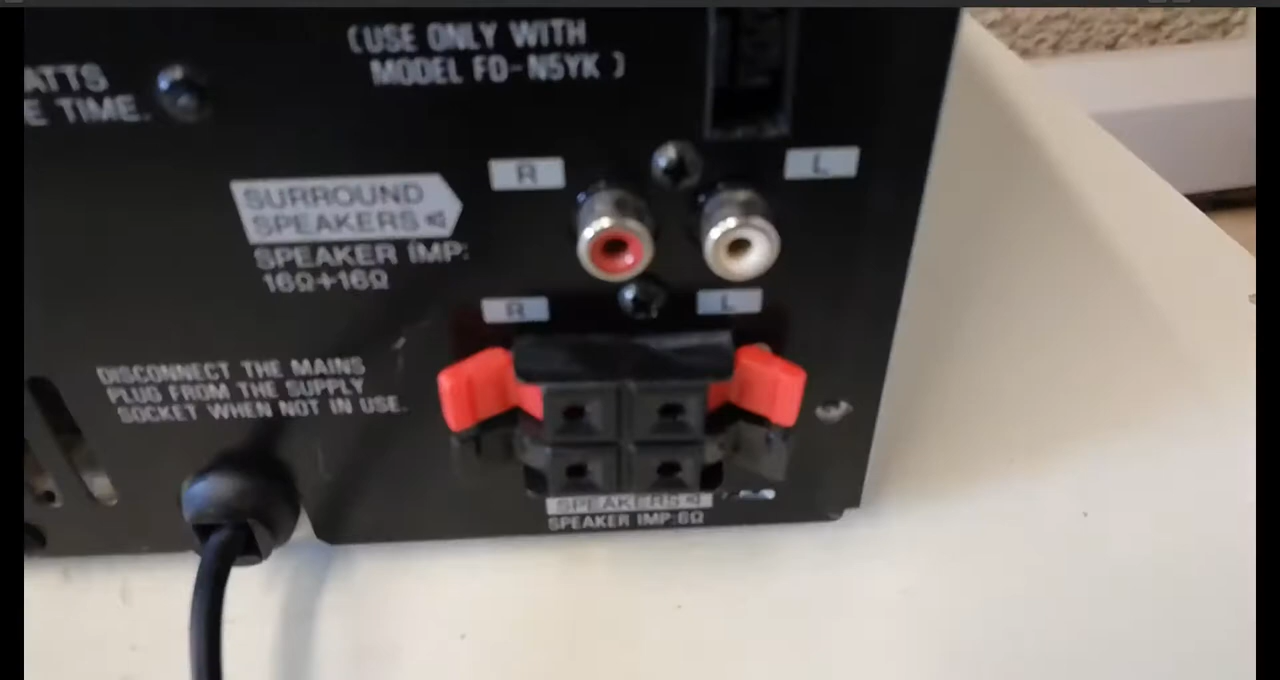 (USE ONLY WITH
MODEL FD-N5YK )
ATTS
E TIME.
R
L
SURROUND
SPEAKERS
SPEAKER IMP:
16Ω+16Ω
R
L
DISCONNECT THE MAINS
PLUG FROM THE SUPPLY
SOCKET WHEN NOT IN USE.
SPEAKERS
SPEAKER IMP:6Ω